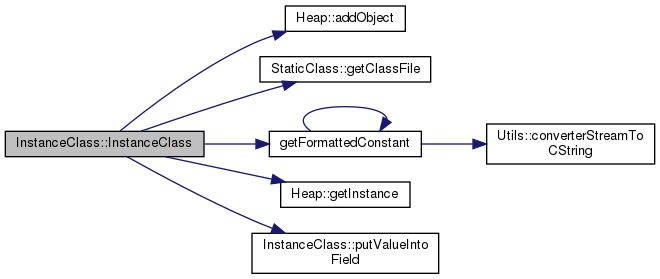 Heap::addObject
StaticClass::getClassFile
InstanceClass::InstanceClass
getFormattedConstant
Utils::converterStreamTo
CString
Heap::getInstance
InstanceClass::putValueInto
Field